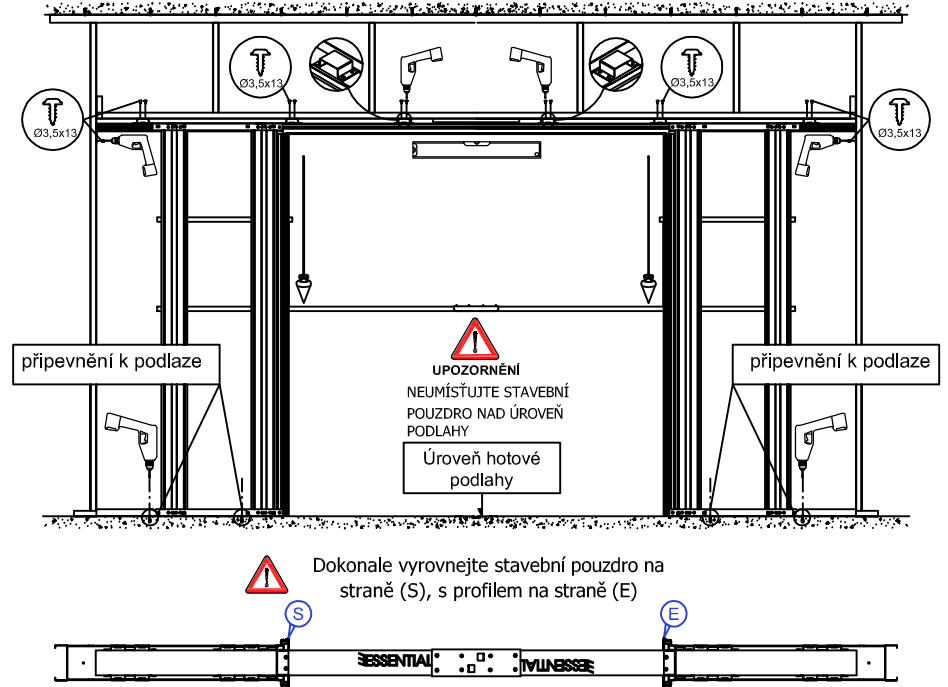 Ø3,5x13
Ø3,5x13
Ø3,5x13
Ø3,5x13
připevnění k podlaze
připevnění k podlaze
UPOZORNĚNÍ
NEUMÍSŤUJTE STAVEBNÍ
POUZDRO NAD ÚROVEŇ
PODLAHY
Úroveň hotové
podlahy
Dokonale vyrovnejte stavební pouzdro na
straně (S), s profilem na straně (E)
S
E
ESSENTIAL
ESSENTIAL